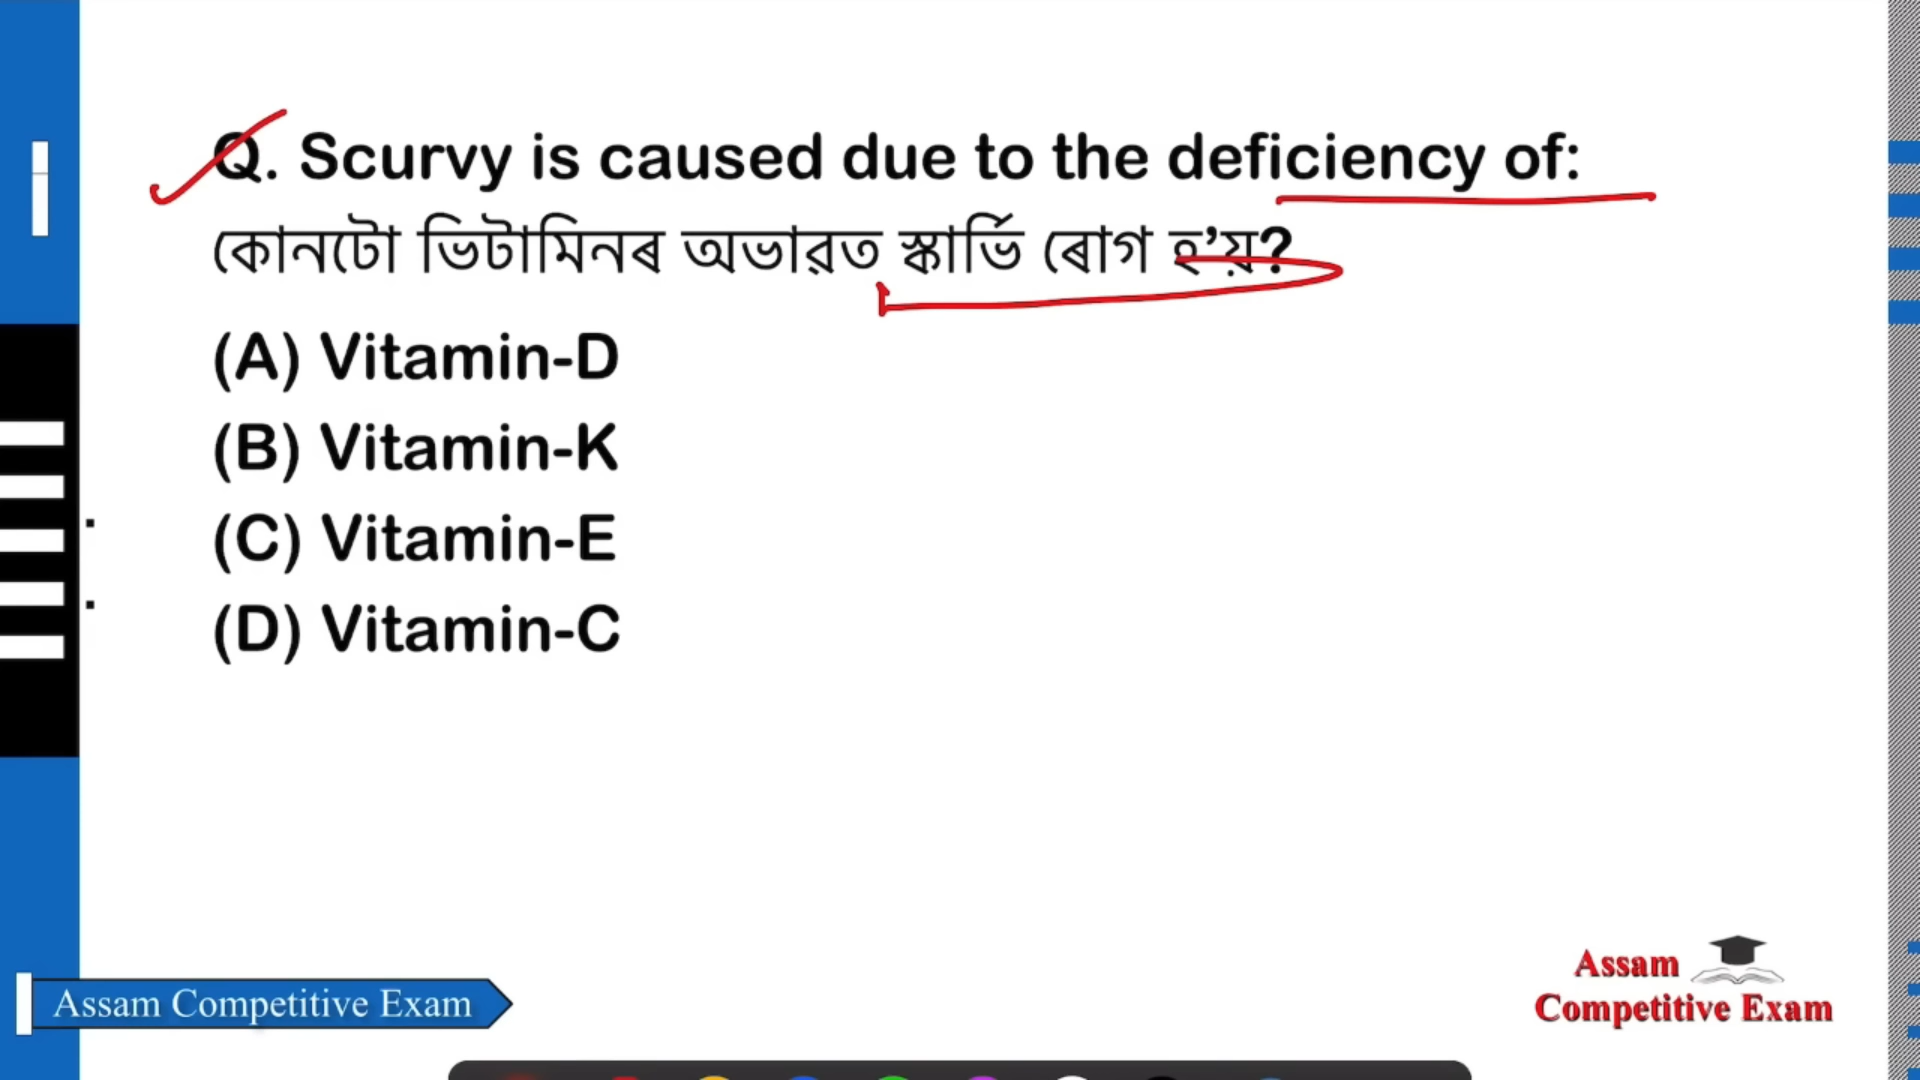 Q. Scurvy is caused due to the deficiency of:
কোনটো ভিটামিনৰ অভাৱত স্কাৰ্ভি ৰোগ হ’য়?
(A) Vitamin-D
(B) Vitamin-K
(C) Vitamin-E
(D) Vitamin-C
Assam Competitive Exam
Assam
Competitive Exam